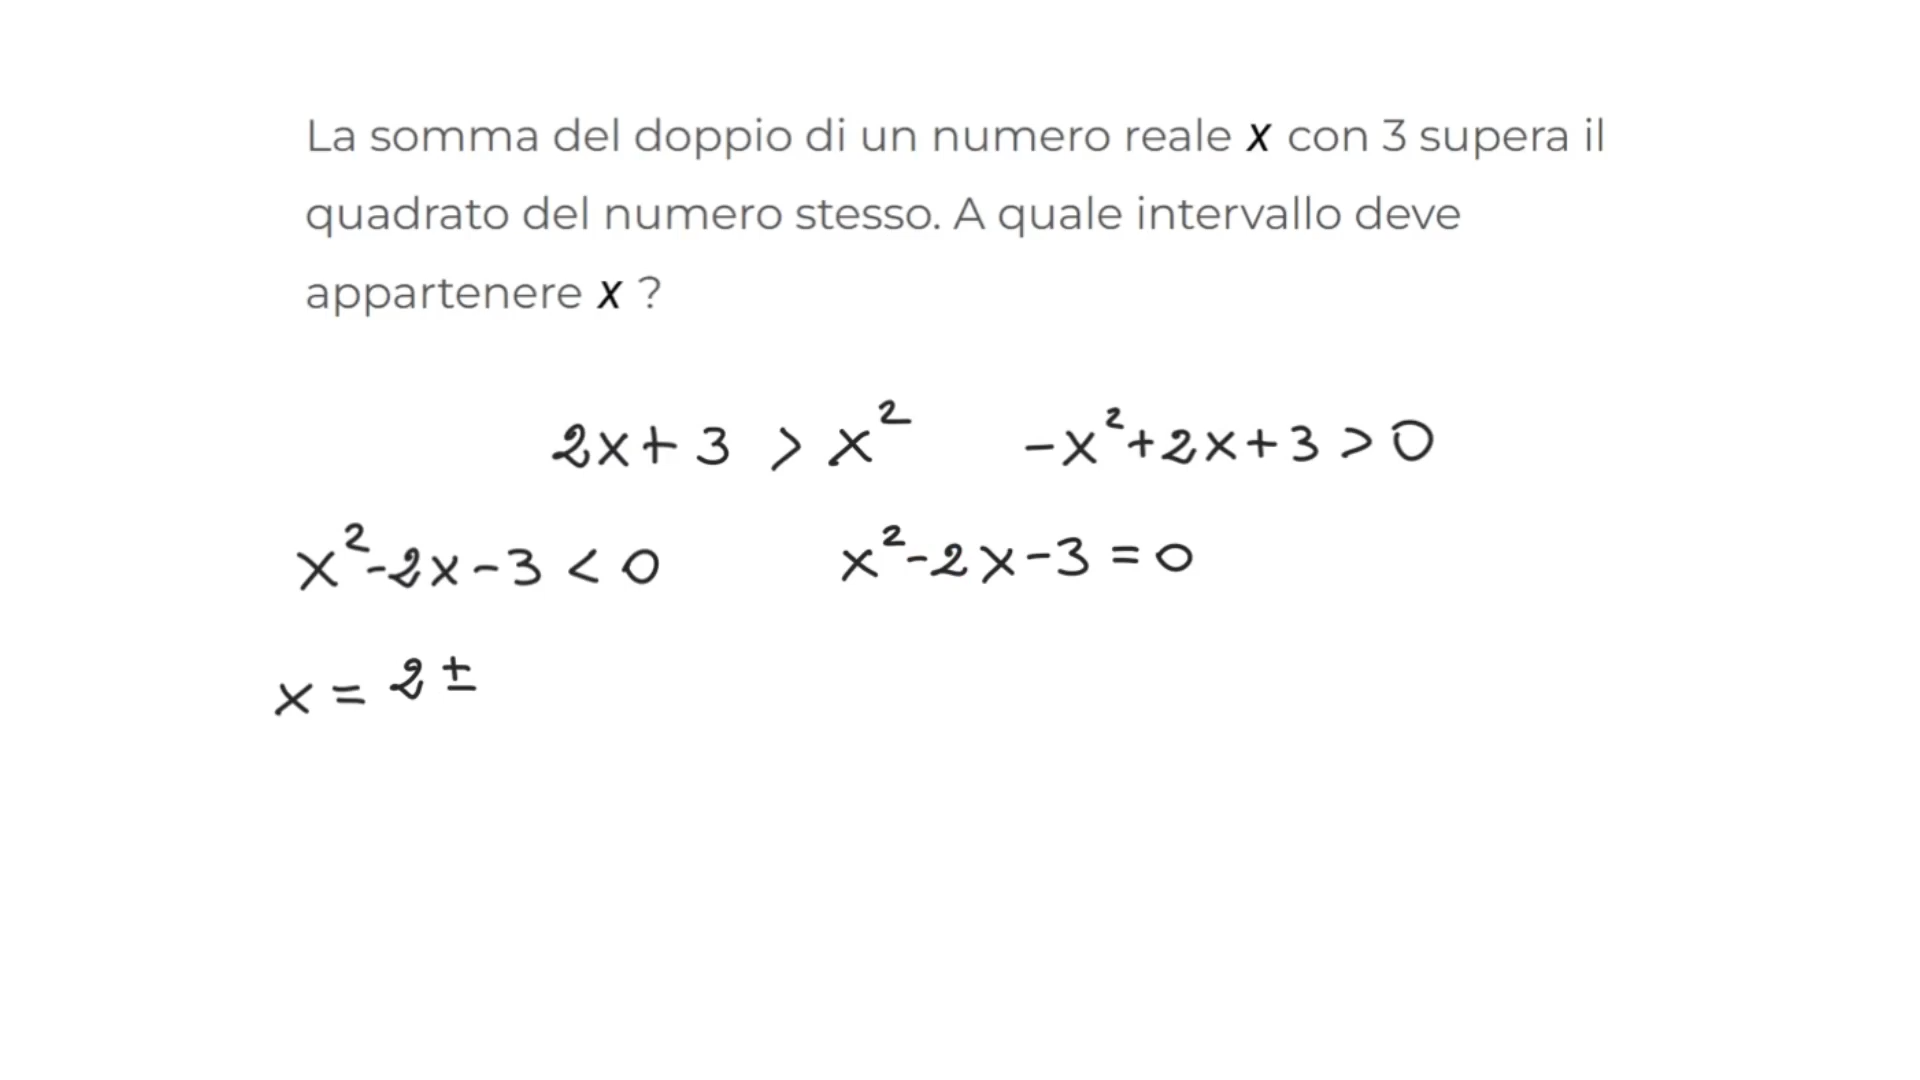 La somma del doppio di un numero reale x con 3 supera il
quadrato del numero stesso. A quale intervallo deve
appartenere x ?
2x+3 > x² -x²+2x+3 > 0
x²-2x-3 < 0 x²-2x-3 = 0
x = 2 ±